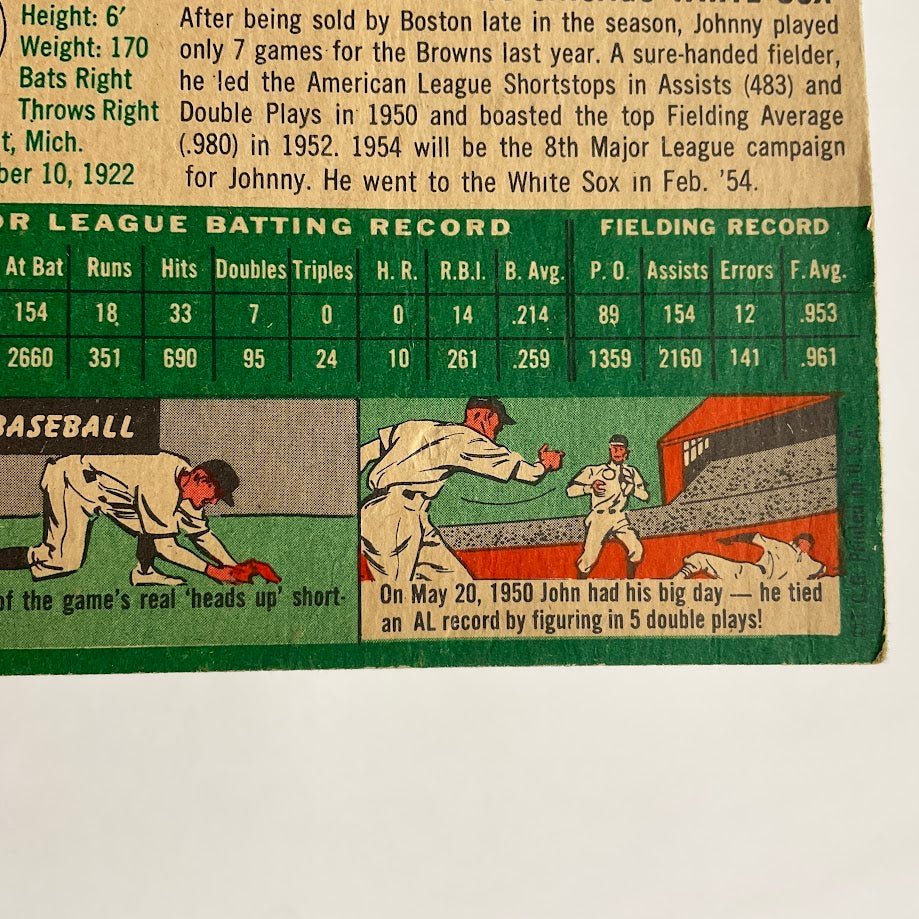 CHICAGO WHITE SOX
Height: 6′
Weight: 170
Bats Right
Throws Right
t, Mich.
ber 10, 1922
After being sold by Boston late in the season, Johnny played
only 7 games for the Browns last year. A sure-handed fielder,
he led the American League Shortstops in Assists (483) and
Double Plays in 1950 and boasted the top Fielding Average
(.980) in 1952. 1954 will be the 8th Major League campaign
for Johnny. He went to the White Sox in Feb. '54.
OR LEAGUE BATTING RECORD FIELDING RECORD
At Bat Runs Hits Doubles Triples H. R. R.B.I. B. Avg. P. O. Assists Errors F. Avg.
154 18 33 7 0 0 14 .214 89 154 12 .953
2660 351 690 95 24 10 261 .259 1359 2160 141 .961
BASEBALL
of the game's real 'heads up' short-
On May 20, 1950 John had his big day — he tied
an AL record by figuring in 5 double plays!
U.S.A.